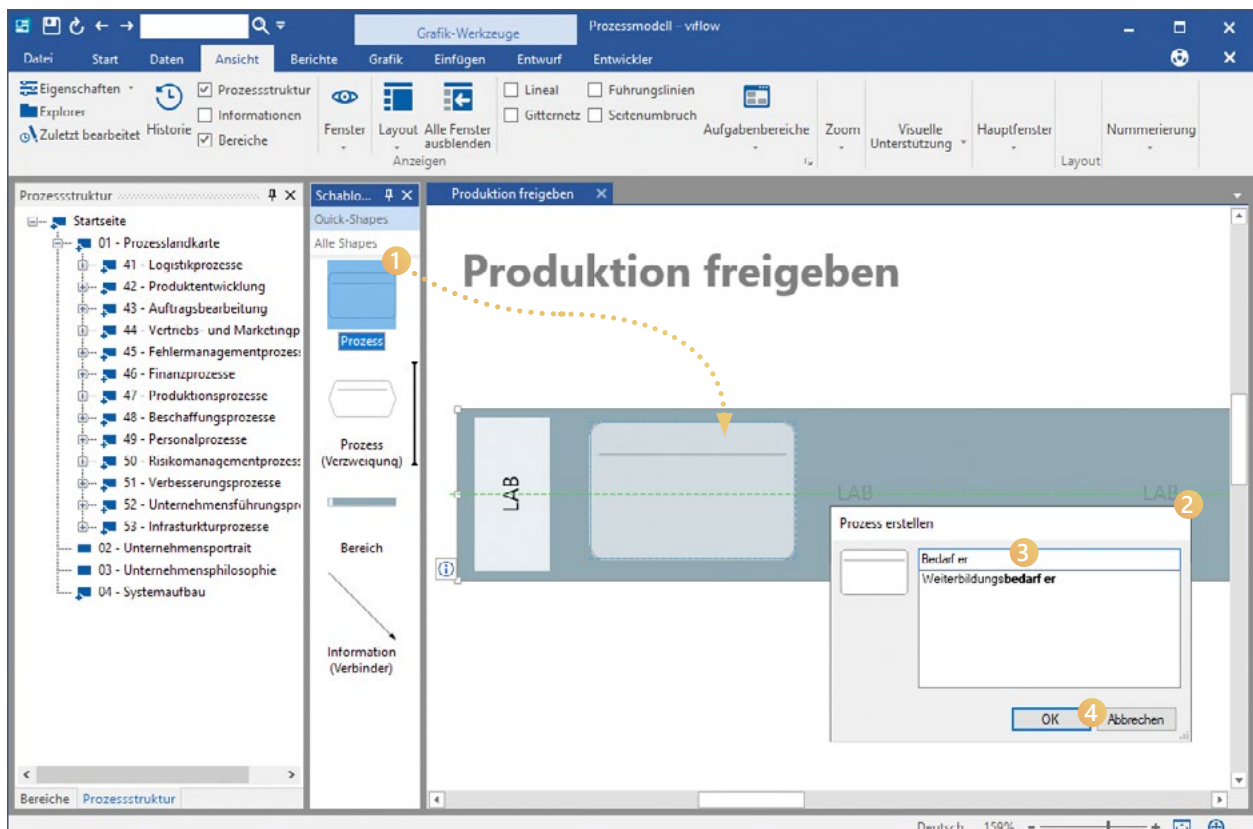 Grafik-Werkzeuge
Prozessmodell - viflow
Datei Start Daten Ansicht Berichte Grafik Einfügen Entwurf Entwickler
Eigenschaften
Explorer
Zuletzt bearbeitet
Historie
Prozessstruktur
Informationen
Bereiche
Fenster
Layout
Alle Fenster
ausblenden
Anzeigen
Lineal
Gitternetz
Führungslinien
Seitenumbruch
Aufgabenbereiche
Zoom
Visuelle
Unterstützung
Hauptfenster
Layout
Nummerierung
Prozessstruktur
Startseite
01 - Prozesslandkarte
41 - Logistikprozesse
42 - Produktentwicklung
43 - Auftragsbearbeitung
44 - Vertriebs- und Marketingp
45 - Fehlermanagementprozes
46 - Finanzprozesse
47 - Produktionsprozesse
48 - Beschaffungsprozesse
49 - Personalprozesse
50 - Risikomanagementprozes
51 - Verbesserungsprozesse
52 - Unternehmensführungspr
53 - Infrasturkturprozesse
02 - Unternehmensportrait
03 - Unternehmensphilosophie
04 - Systemaufbau
Bereiche Prozessstruktur
Schablo...
Quick-Shapes
Alle Shapes
1
Prozess
Prozess
(Verzweigung)
Bereich
Information
(Verbinder)
Produktion freigeben
Produktion freigeben
LAB
LAB
LAB
2
Prozess erstellen
Bedarf er
3
Weiterbildungsbedarf er
OK
4
Abbrechen
Deutsch 159%